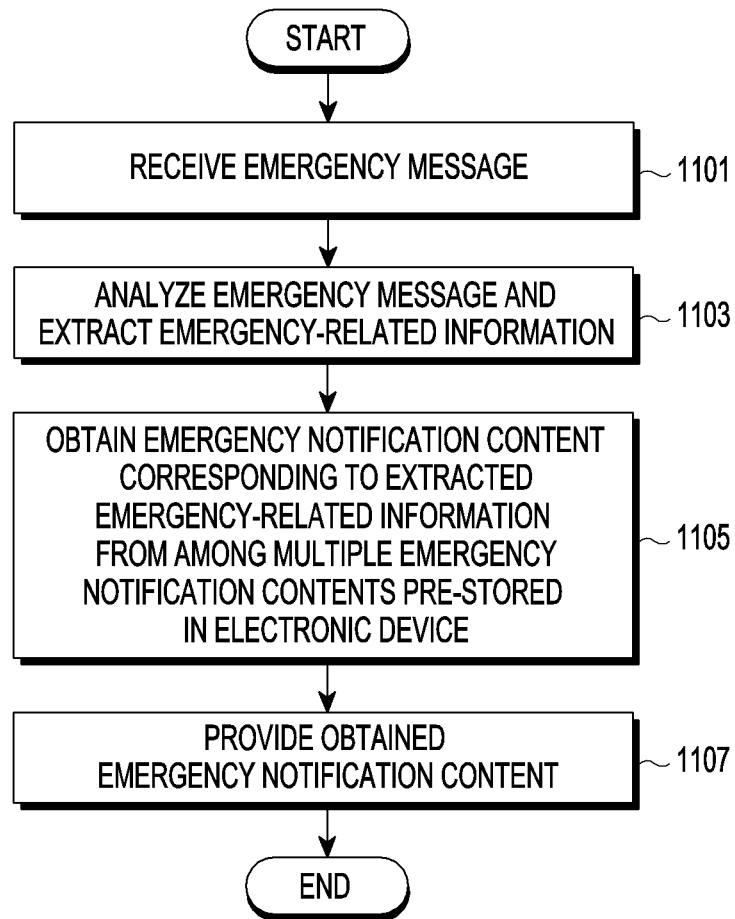 START
RECEIVE EMERGENCY MESSAGE
1101
ANALYZE EMERGENCY MESSAGE AND
EXTRACT EMERGENCY-RELATED INFORMATION
1103
OBTAIN EMERGENCY NOTIFICATION CONTENT
CORRESPONDING TO EXTRACTED
EMERGENCY-RELATED INFORMATION
FROM AMONG MULTIPLE EMERGENCY
NOTIFICATION CONTENTS PRE-STORED
IN ELECTRONIC DEVICE
1105
PROVIDE OBTAINED
EMERGENCY NOTIFICATION CONTENT
1107
END